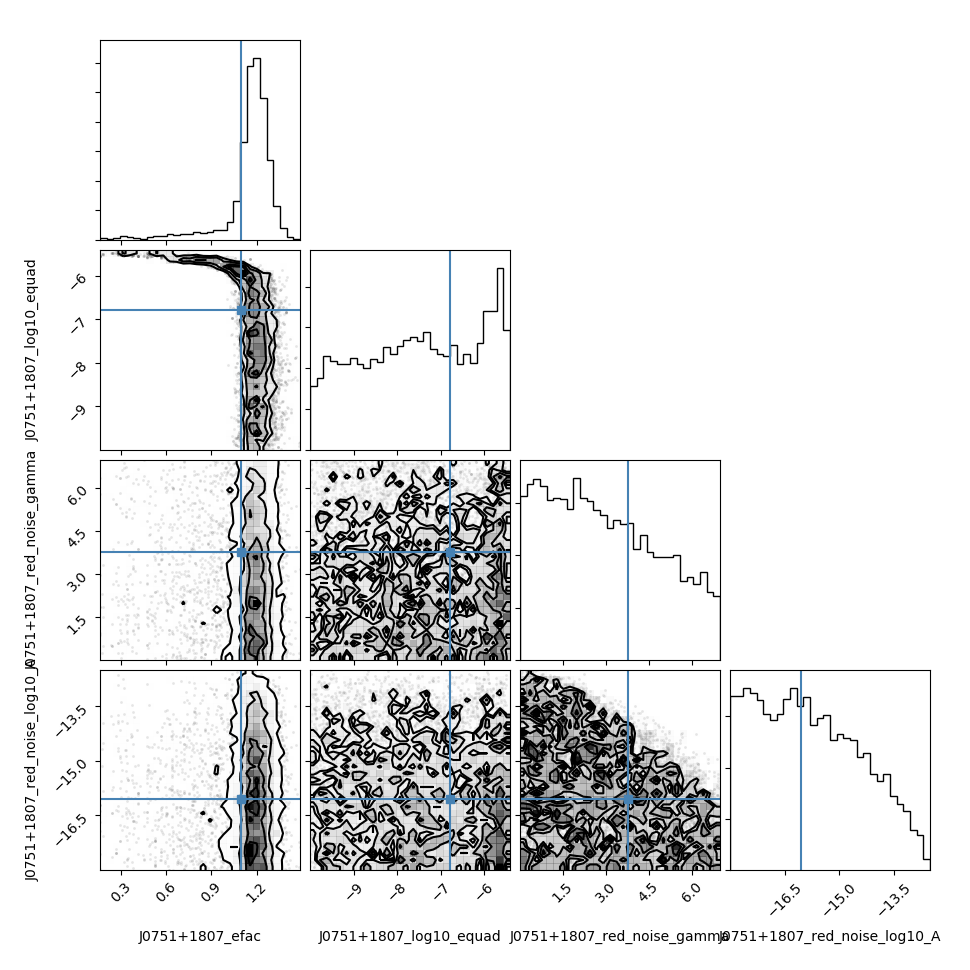 J0751+1807_log10_equad
−6
−7
−8
−9
J0751+1807_red_noise_gamma
6.0
4.5
3.0
1.5
J0751+1807_red_noise_log10_A
−13.5
−15.0
−16.5
0.3 0.6 0.9 1.2 −9 −8 −7 −6 1.5 3.0 4.5 6.0 −16.5 −15.0 −13.5
J0751+1807_efac J0751+1807_log10_equad J0751+1807_red_noise_gamma J0751+1807_red_noise_log10_A